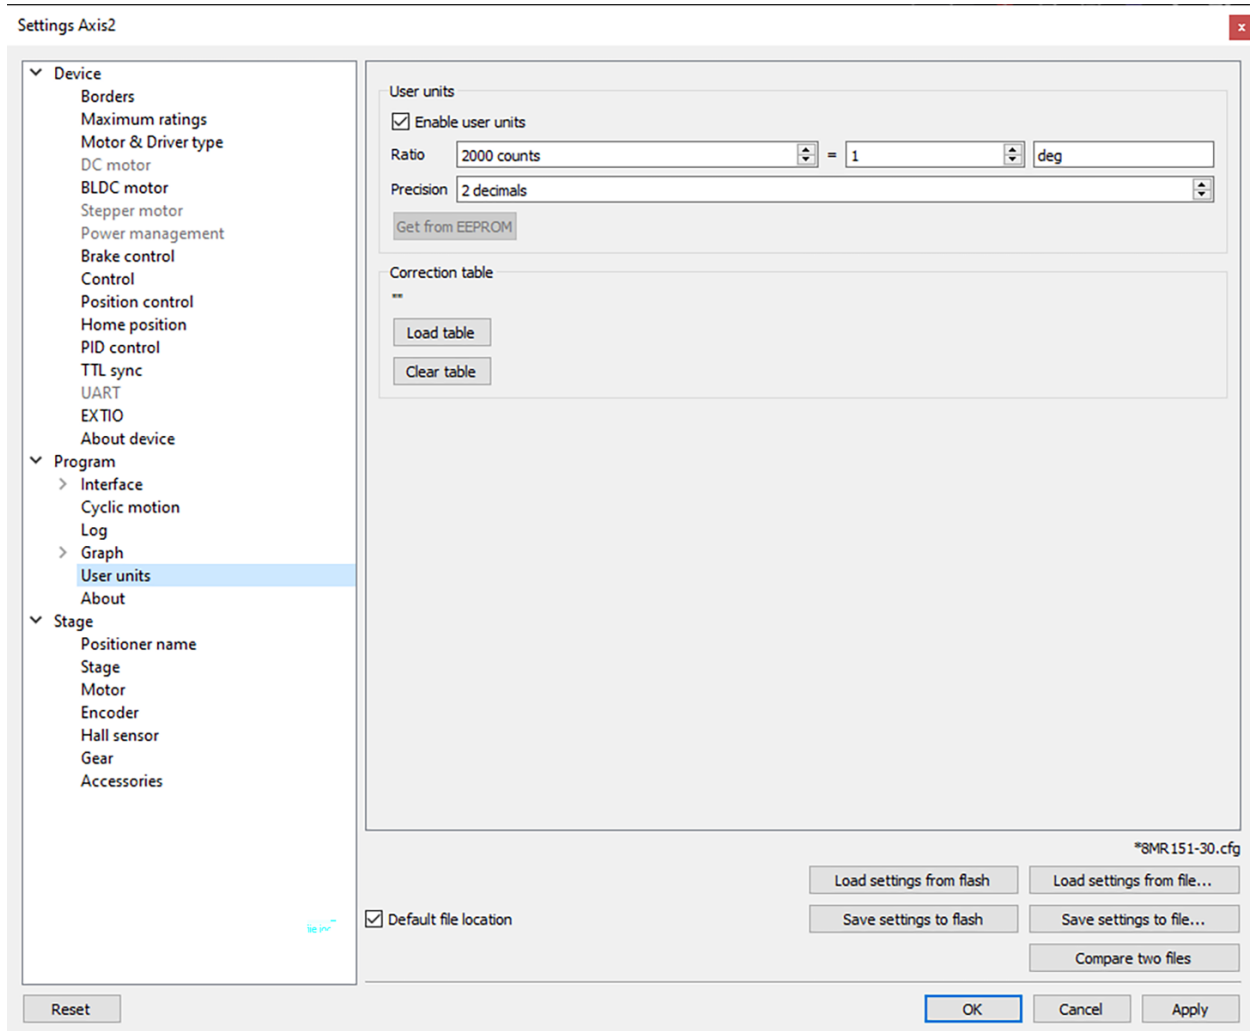 Settings Axis2
x
Device
Borders
Maximum ratings
Motor & Driver type
DC motor
BLDC motor
Stepper motor
Power management
Brake control
Control
Position control
Home position
PID control
TTL sync
UART
EXTIO
About device
Program
Interface
Cyclic motion
Log
Graph
User units
About
Stage
Positioner name
Stage
Motor
Encoder
Hall sensor
Gear
Accessories
User units
Enable user units
Ratio 2000 counts = 1 deg
Precision 2 decimals
Get from EEPROM
Correction table
""
Load table
Clear table
*8MR151-30.cfg
Load settings from flash Load settings from file...
Default file location Save settings to flash Save settings to file...
Compare two files
Reset OK Cancel Apply